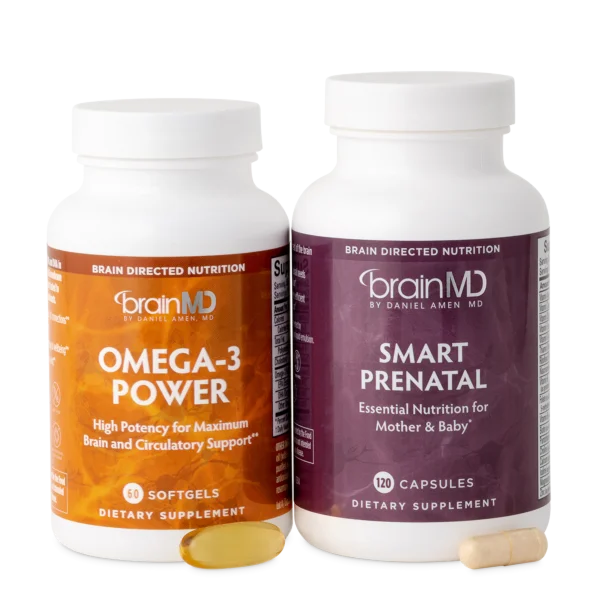 BRAIN DIRECTED NUTRITION
brainMD
BY DANIEL AMEN, MD
OMEGA-3
POWER
High Potency for Maximum
Brain and Circulatory Support**
60 SOFTGELS
DIETARY SUPPLEMENT
BRAIN DIRECTED NUTRITION
brainMD
BY DANIEL AMEN, MD
SMART
PRENATAL
Essential Nutrition for
Mother & Baby*
120 CAPSULES
DIETARY SUPPLEMENT